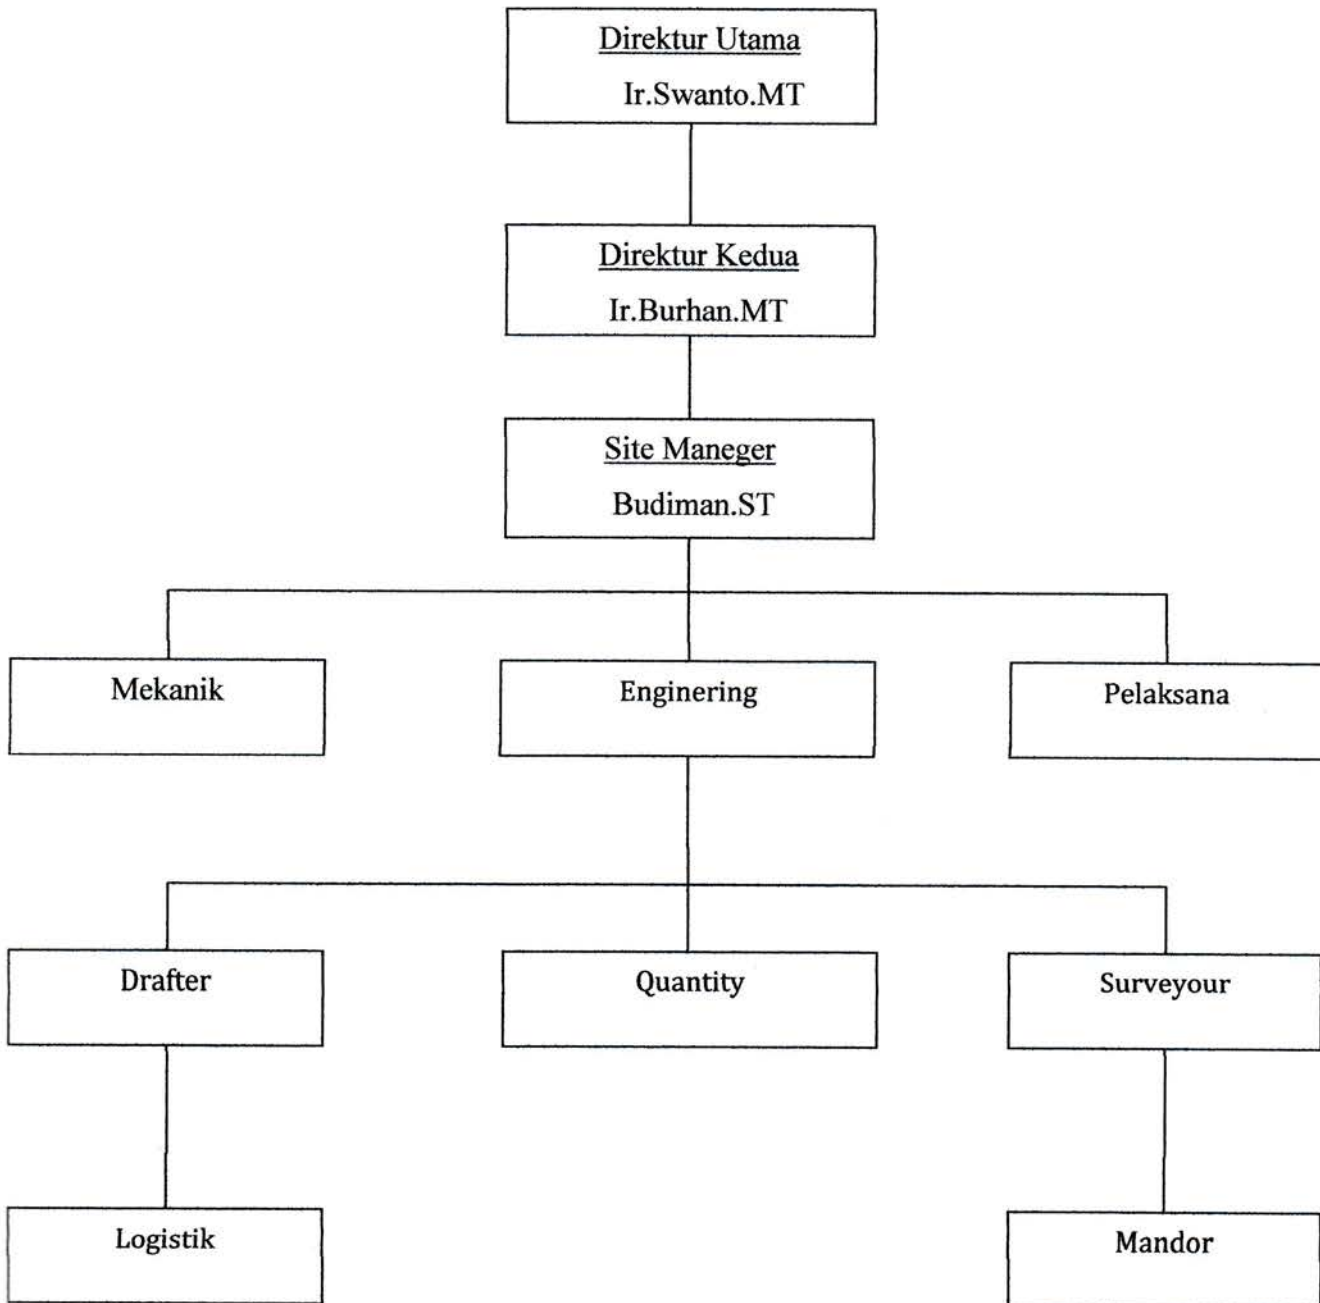 Direktur Utama
Ir.Swanto.MT
Direktur Kedua
Ir.Burhan.MT
Site Maneger
Budiman.ST
Mekanik
Enginering
Pelaksana
Drafter
Quantity
Surveyour
Logistik
Mandor